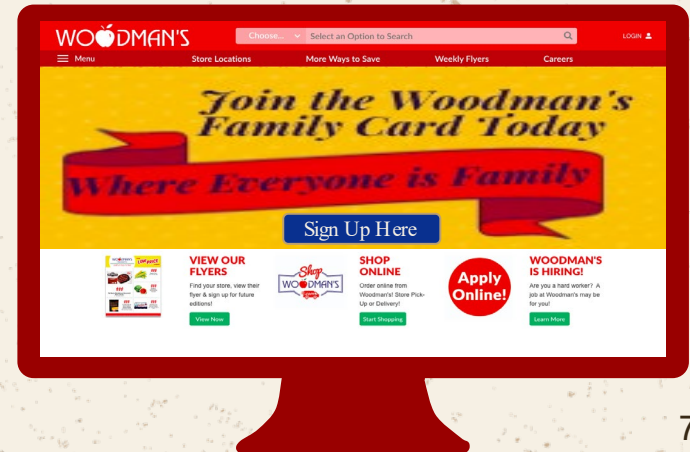 WOODMAN'S
Choose... Select an Option to Search
LOGIN
Menu Store Locations More Ways to Save Weekly Flyers Careers
Join the Woodman's
Family Card Today
Where Everyone is Family
Sign Up Here
VIEW OUR
FLYERS
Find your store, view their
flyer & sign up for future
editions!
View Now
Shop
WOODMAN'S
SHOP
ONLINE
Order online from
Woodman's! Store Pick-
Up or Delivery!
Start Shopping
Apply
Online!
WOODMAN'S
IS HIRING!
Are you a hard worker? A
job at Woodman's may be
for you!
Learn More
7